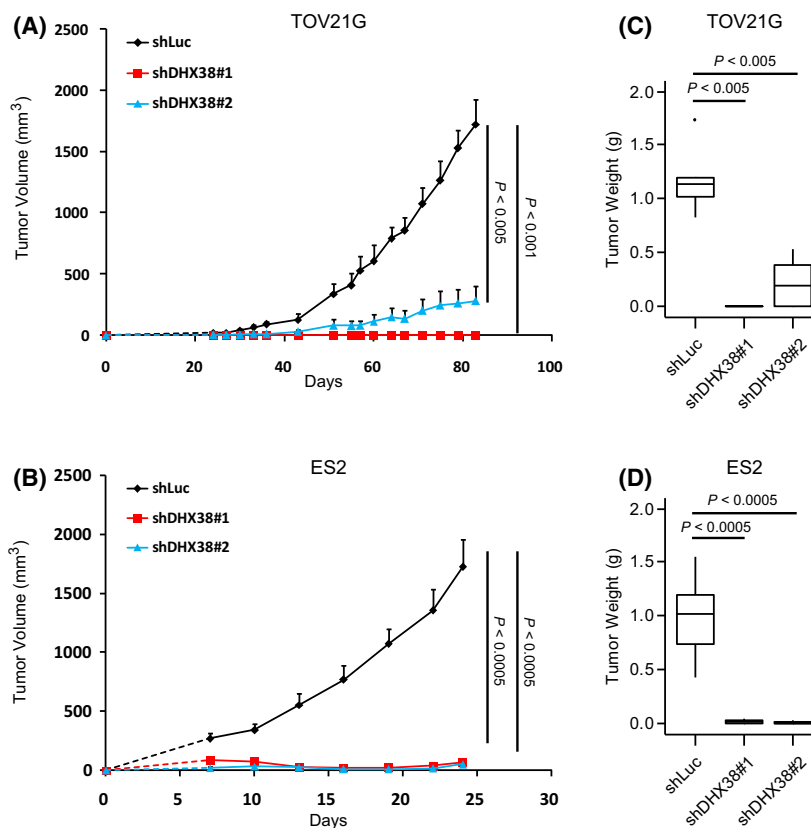 (A)
TOV21G
Tumor Volume (mm³)
2500
2000
1500
1000
500
0
shLuc
shDHX38#1
shDHX38#2
P < 0.005
P < 0.001
0 20 40 60 80 100
Days
(C)
TOV21G
P < 0.005
P < 0.005
Tumor Weight (g)
2.0
1.5
1.0
0.5
0.0
shLuc
shDHX38#1
shDHX38#2
(B)
ES2
Tumor Volume (mm³)
2500
2000
1500
1000
500
0
shLuc
shDHX38#1
shDHX38#2
P < 0.0005
P < 0.0005
0 5 10 15 20 25 30
Days
(D)
ES2
P < 0.0005
P < 0.0005
Tumor Weight (g)
2.0
1.5
1.0
0.5
0.0
shLuc
shDHX38#1
shDHX38#2